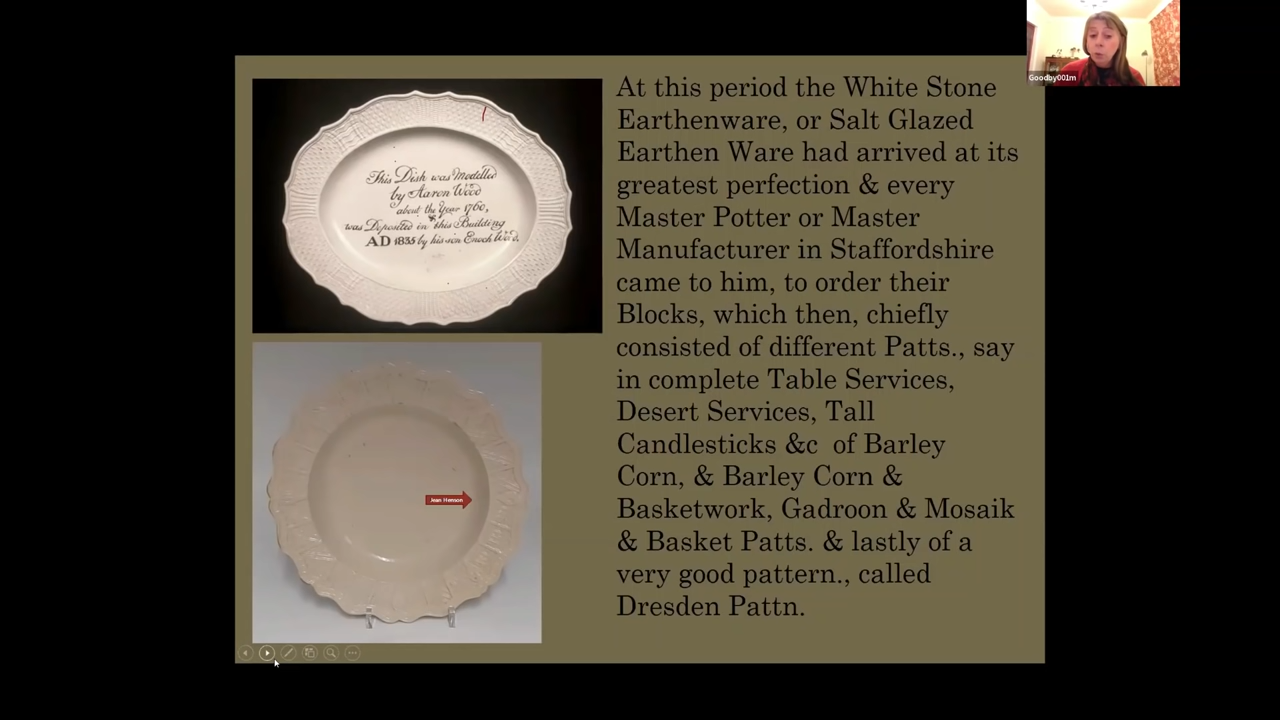 Goodby001m
This Dish was Modelled
by Aaron Wood
about the Year 1760,
was Deposited in this Building
AD 1835 by his son Enoch Wood.
Jean Henson
At this period the White Stone
Earthenware, or Salt Glazed
Earthen Ware had arrived at its
greatest perfection & every
Master Potter or Master
Manufacturer in Staffordshire
came to him, to order their
Blocks, which then, chiefly
consisted of different Patts., say
in complete Table Services,
Desert Services, Tall
Candlesticks &c of Barley
Corn, & Barley Corn &
Basketwork, Gadroon & Mosaik
& Basket Patts. & lastly of a
very good pattern., called
Dresden Pattn.